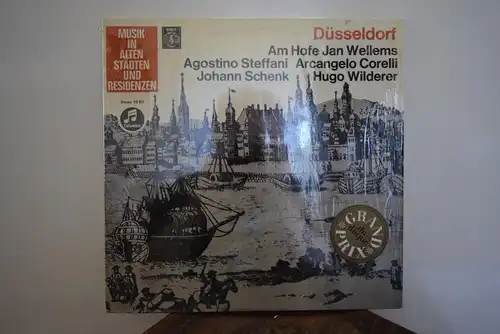 MUSIK
IN
ALTEN
STÄDTEN
UND
RESIDENZEN
Columbia
Düsseldorf
Am Hofe Jan Wellems
Agostino Steffani Arcangelo Corelli
Johann Schenk Hugo Wilderer
GRAND
PRIX